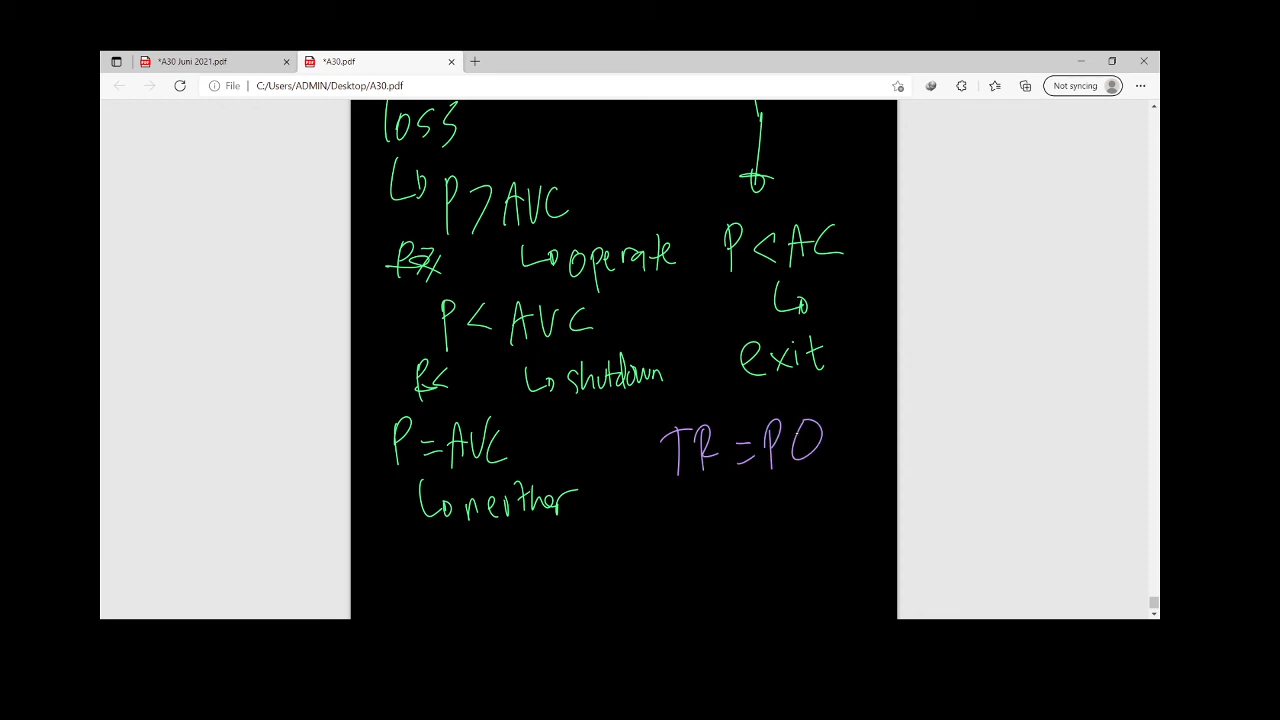 *A30 Juni 2021.pdf
*A30.pdf
File
C:/Users/ADMIN/Desktop/A30.pdf
Not syncing
loss
P > AVC
operate
P < AVC
P<
shutdown
P = AVC
neither
P < AC
exit
TR = PO